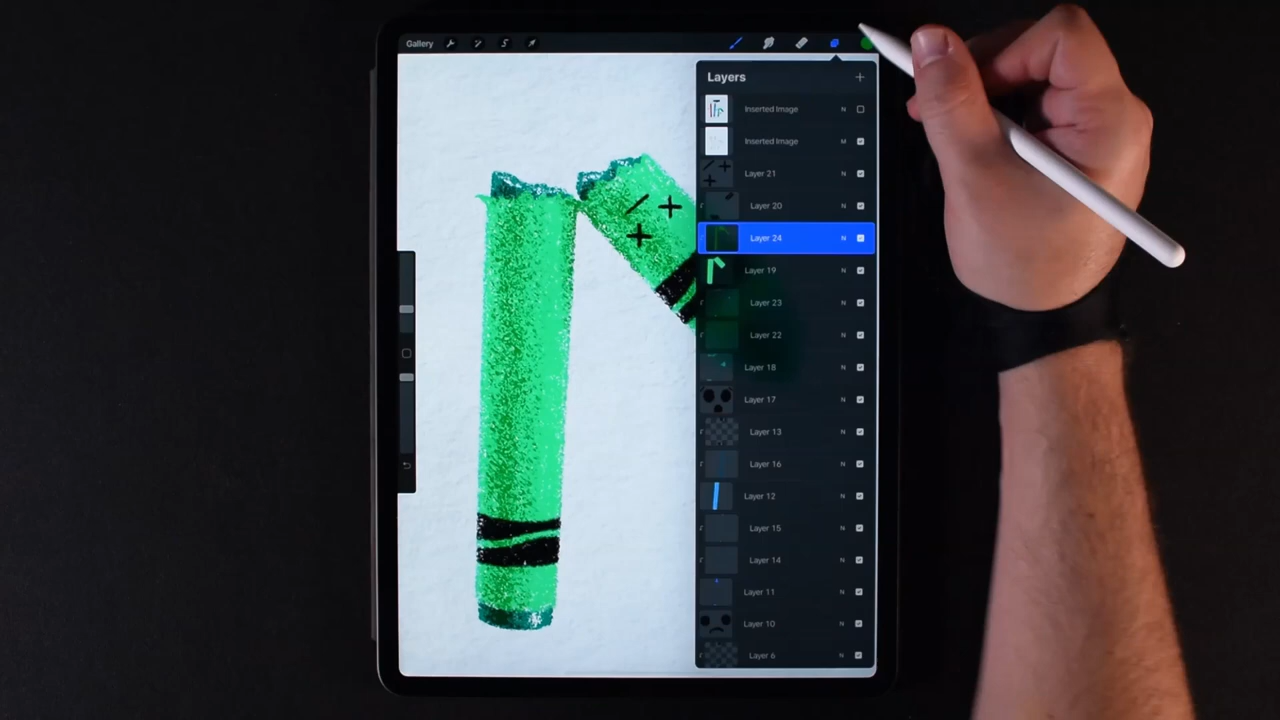 Gallery
Layers
Inserted Image N
Inserted Image M
Layer 21 N
Layer 20 N
Layer 24 N
Layer 19 N
Layer 23 N
Layer 22 N
Layer 18 N
Layer 17 N
Layer 13 N
Layer 16 N
Layer 12 N
Layer 15 N
Layer 14 N
Layer 11 N
Layer 10 N
Layer 6 N